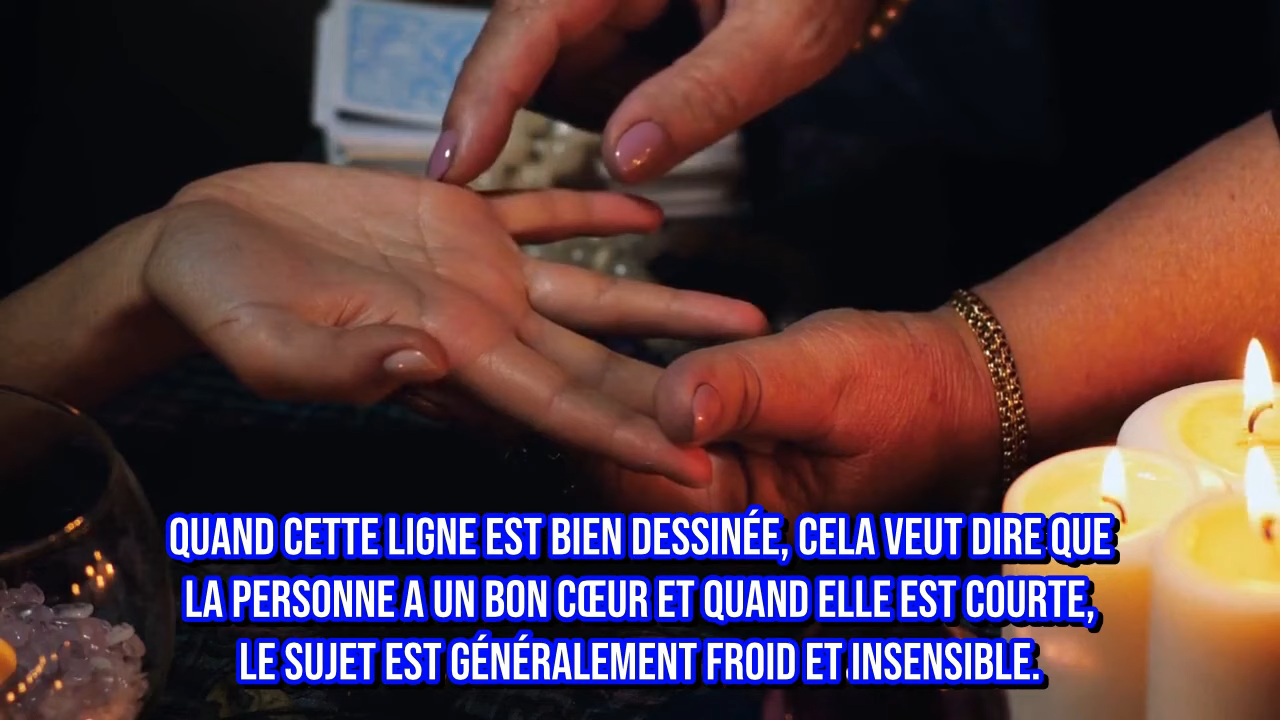 QUAND CETTE LIGNE EST BIEN DESSINÉE, CELA VEUT DIRE QUE
LA PERSONNE A UN BON CŒUR ET QUAND ELLE EST COURTE,
LE SUJET EST GÉNÉRALEMENT FROID ET INSENSIBLE.